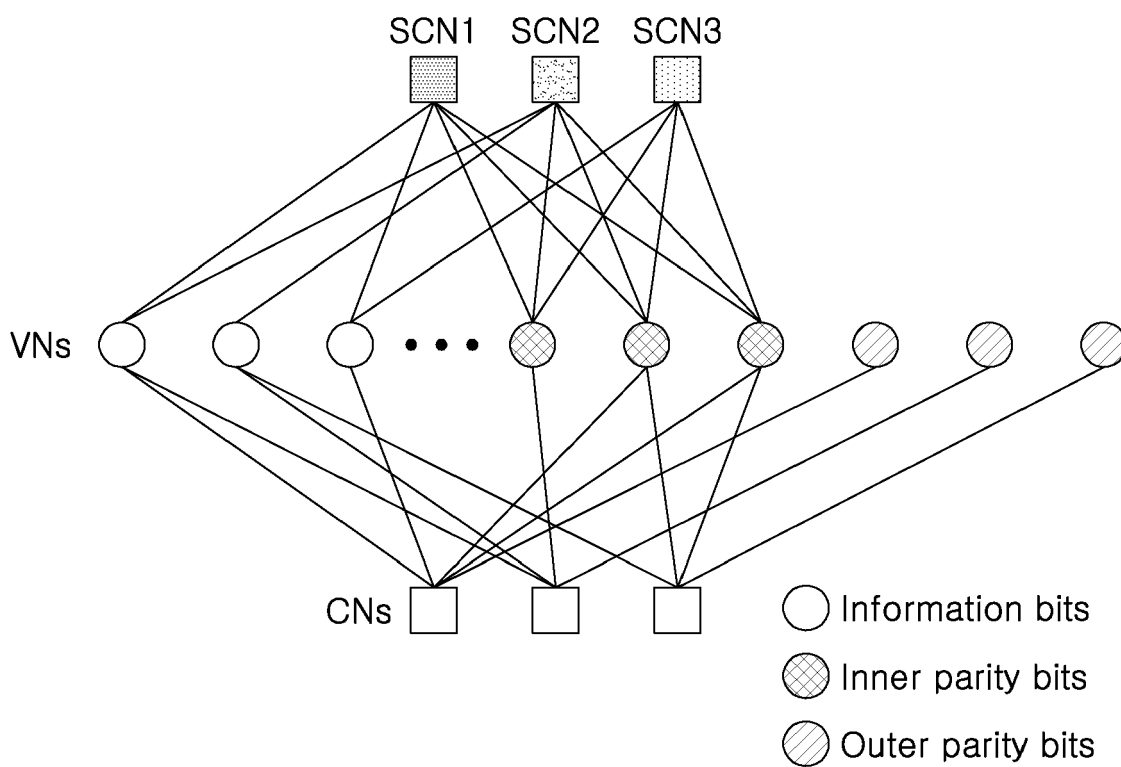 SCN1 SCN2 SCN3
VNs
CNs
Information bits
Inner parity bits
Outer parity bits